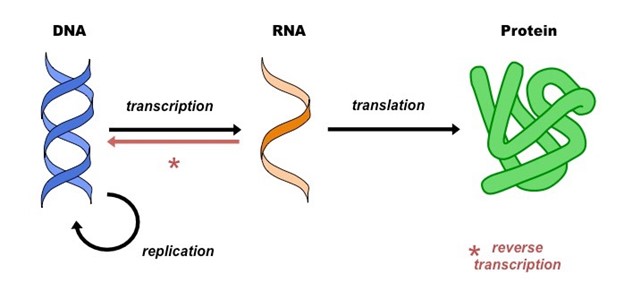 DNA
RNA
Protein
transcription
translation
*
replication
* reverse
transcription